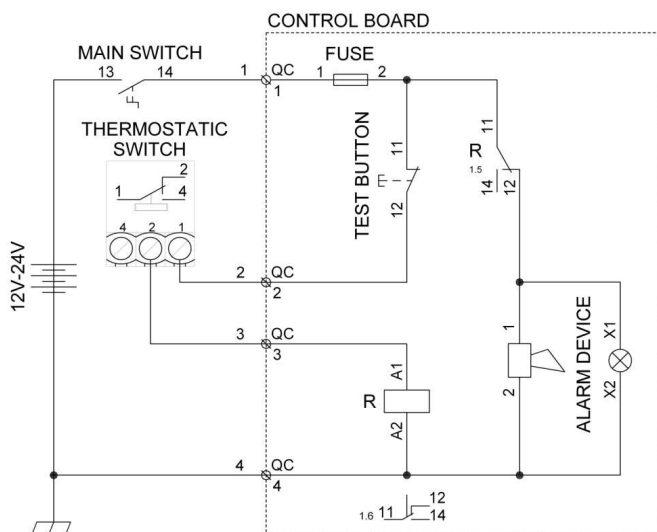 CONTROL BOARD
MAIN SWITCH
13 14
1 QC 1
FUSE
1 2
THERMOSTATIC
SWITCH
2
1 4
4 2 1
12V-24V
TEST BUTTON
11
12
R
1.5
11
14 12
2 QC 2
3 QC 3
A1
R
A2
1
2
ALARM DEVICE
X1
X2
4 QC 4
1.6 11 12
14